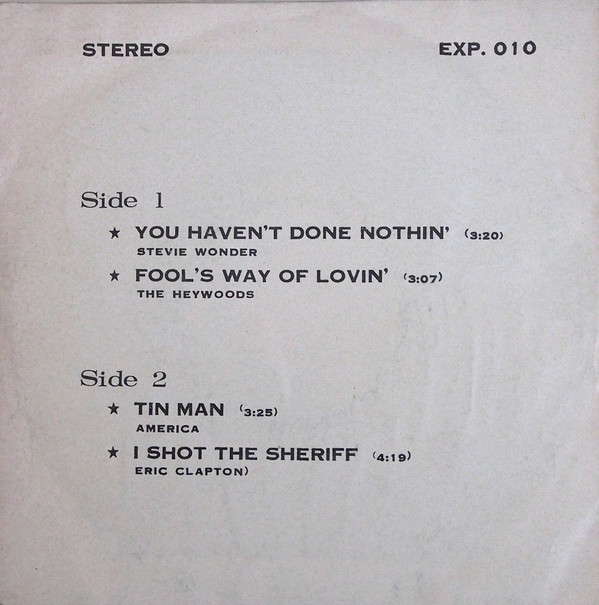 STEREO EXP. 010
Side 1
★ YOU HAVEN'T DONE NOTHIN' (3:20)
STEVIE WONDER
★ FOOL'S WAY OF LOVIN' (3:07)
THE HEYWOODS
Side 2
★ TIN MAN (3:25)
AMERICA
★ I SHOT THE SHERIFF (4:19)
ERIC CLAPTON)